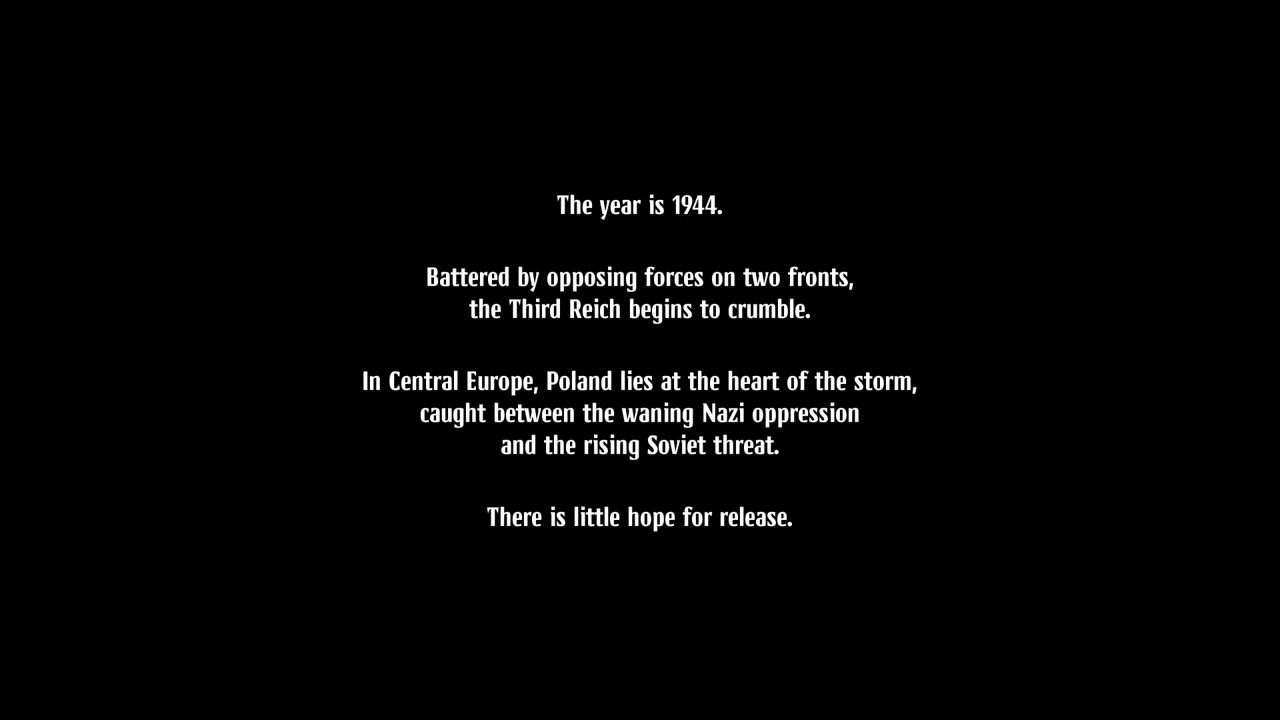 The year is 1944.
Battered by opposing forces on two fronts,
the Third Reich begins to crumble.
In Central Europe, Poland lies at the heart of the storm,
caught between the waning Nazi oppression
and the rising Soviet threat.
There is little hope for release.